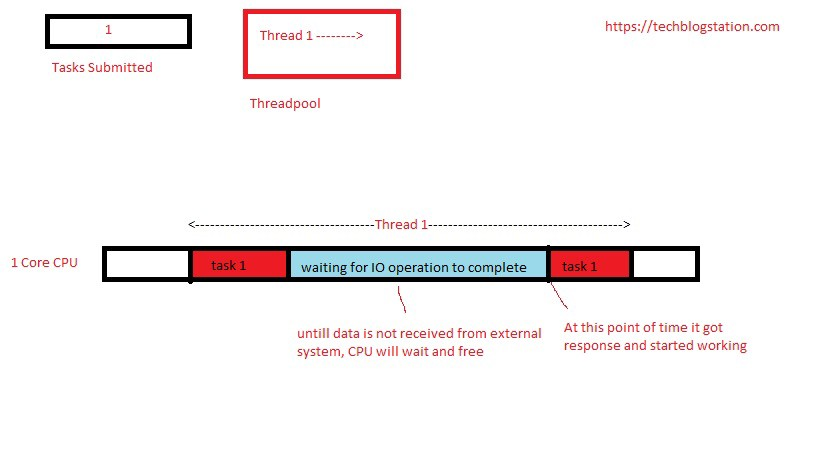 1
Tasks Submitted
Thread 1 -------->
Threadpool
https://techblogstation.com
<------------------------------------Thread 1--------------------------------------->
1 Core CPU
task 1
waiting for IO operation to complete
task 1
untill data is not received from external
system, CPU will wait and free
At this point of time it got
response and started working